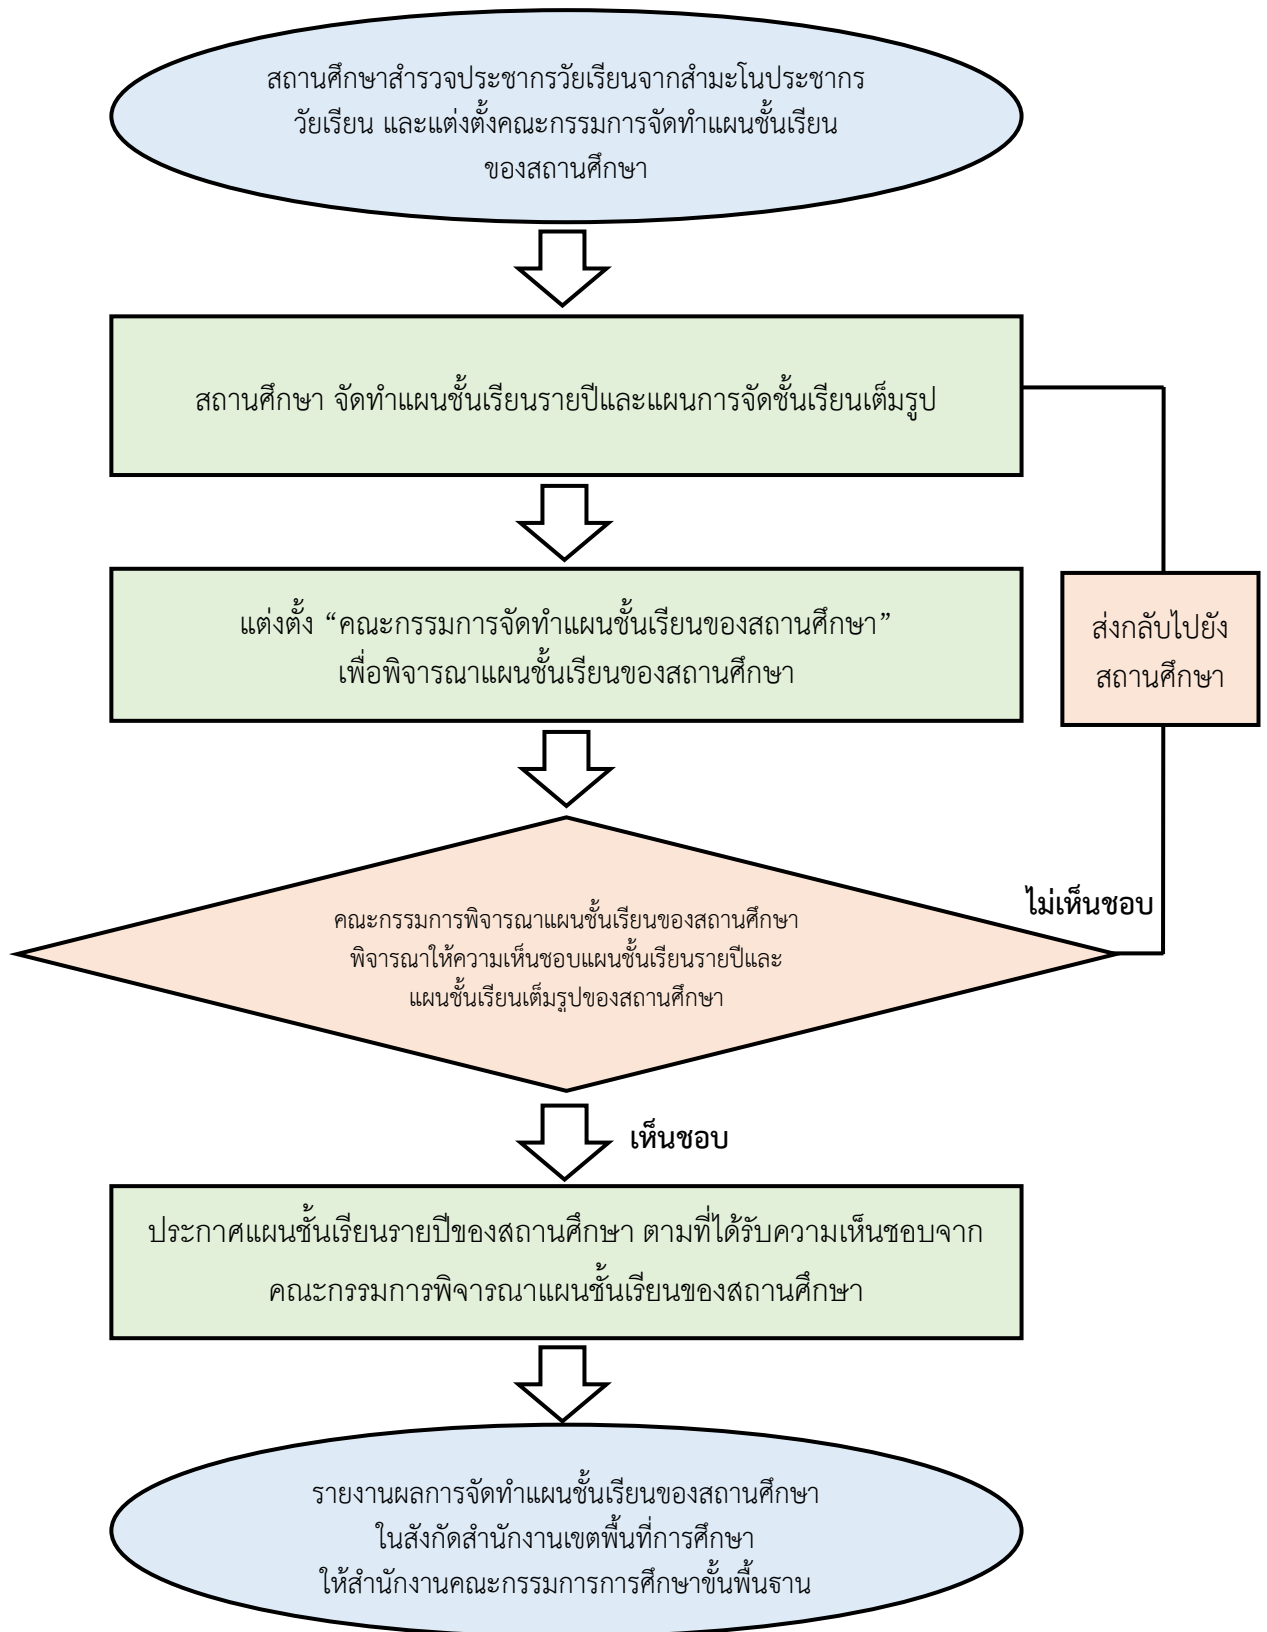 สถานศึกษาสำรวจประชากรวัยเรียนจากสำมะโนประชากร
วัยเรียน และแต่งตั้งคณะกรรมการจัดทำแผนชั้นเรียน
ของสถานศึกษา
สถานศึกษา จัดทำแผนชั้นเรียนรายปีและแผนการจัดชั้นเรียนเต็มรูป
แต่งตั้ง “คณะกรรมการจัดทำแผนชั้นเรียนของสถานศึกษา”
เพื่อพิจารณาแผนชั้นเรียนของสถานศึกษา
ส่งกลับไปยัง
สถานศึกษา
ไม่เห็นชอบ
คณะกรรมการพิจารณาแผนชั้นเรียนของสถานศึกษา
พิจารณาให้ความเห็นชอบแผนชั้นเรียนรายปีและ
แผนชั้นเรียนเต็มรูปของสถานศึกษา
เห็นชอบ
ประกาศแผนชั้นเรียนรายปีของสถานศึกษา ตามที่ได้รับความเห็นชอบจาก
คณะกรรมการพิจารณาแผนชั้นเรียนของสถานศึกษา
รายงานผลการจัดทำแผนชั้นเรียนของสถานศึกษา
ในสังกัดสำนักงานเขตพื้นที่การศึกษา
ให้สำนักงานคณะกรรมการการศึกษาขั้นพื้นฐาน